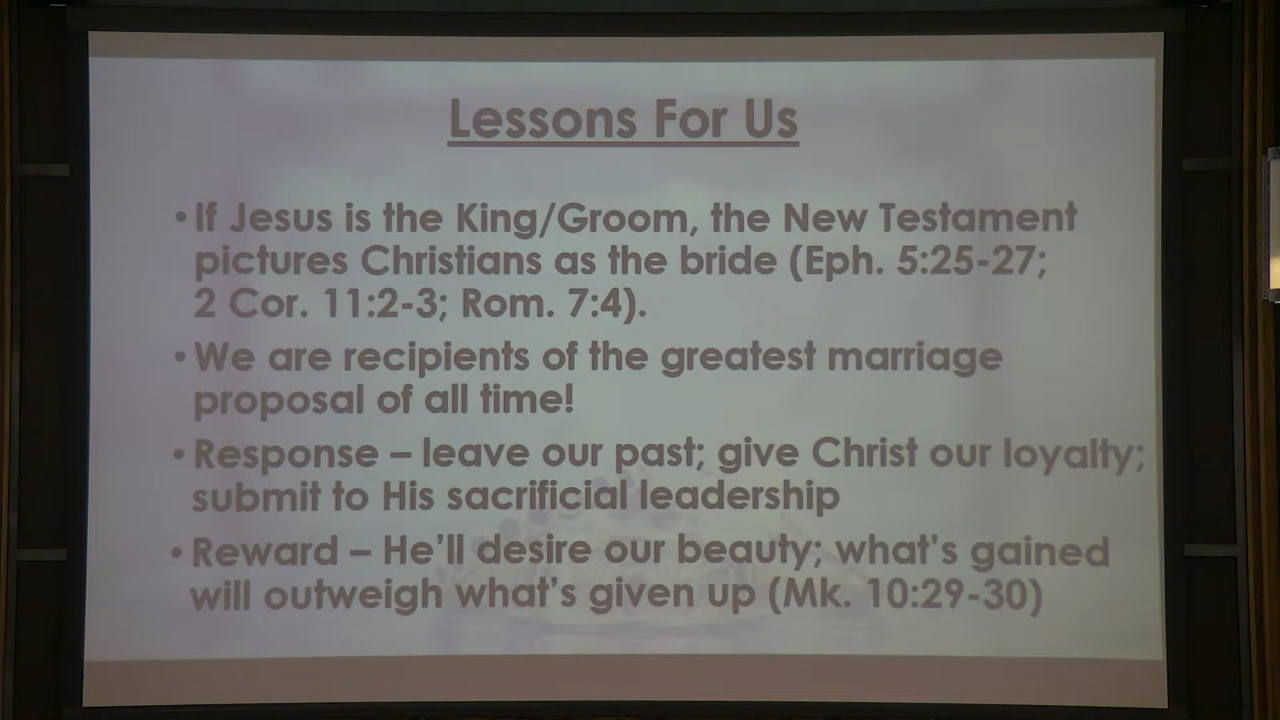 Lessons For Us
• If Jesus is the King/Groom, the New Testament
pictures Christians as the bride (Eph. 5:25-27;
2 Cor. 11:2-3; Rom. 7:4).
• We are recipients of the greatest marriage
proposal of all time!
• Response – leave our past; give Christ our loyalty;
submit to His sacrificial leadership
• Reward – He'll desire our beauty; what's gained
will outweigh what's given up (Mk. 10:29-30)